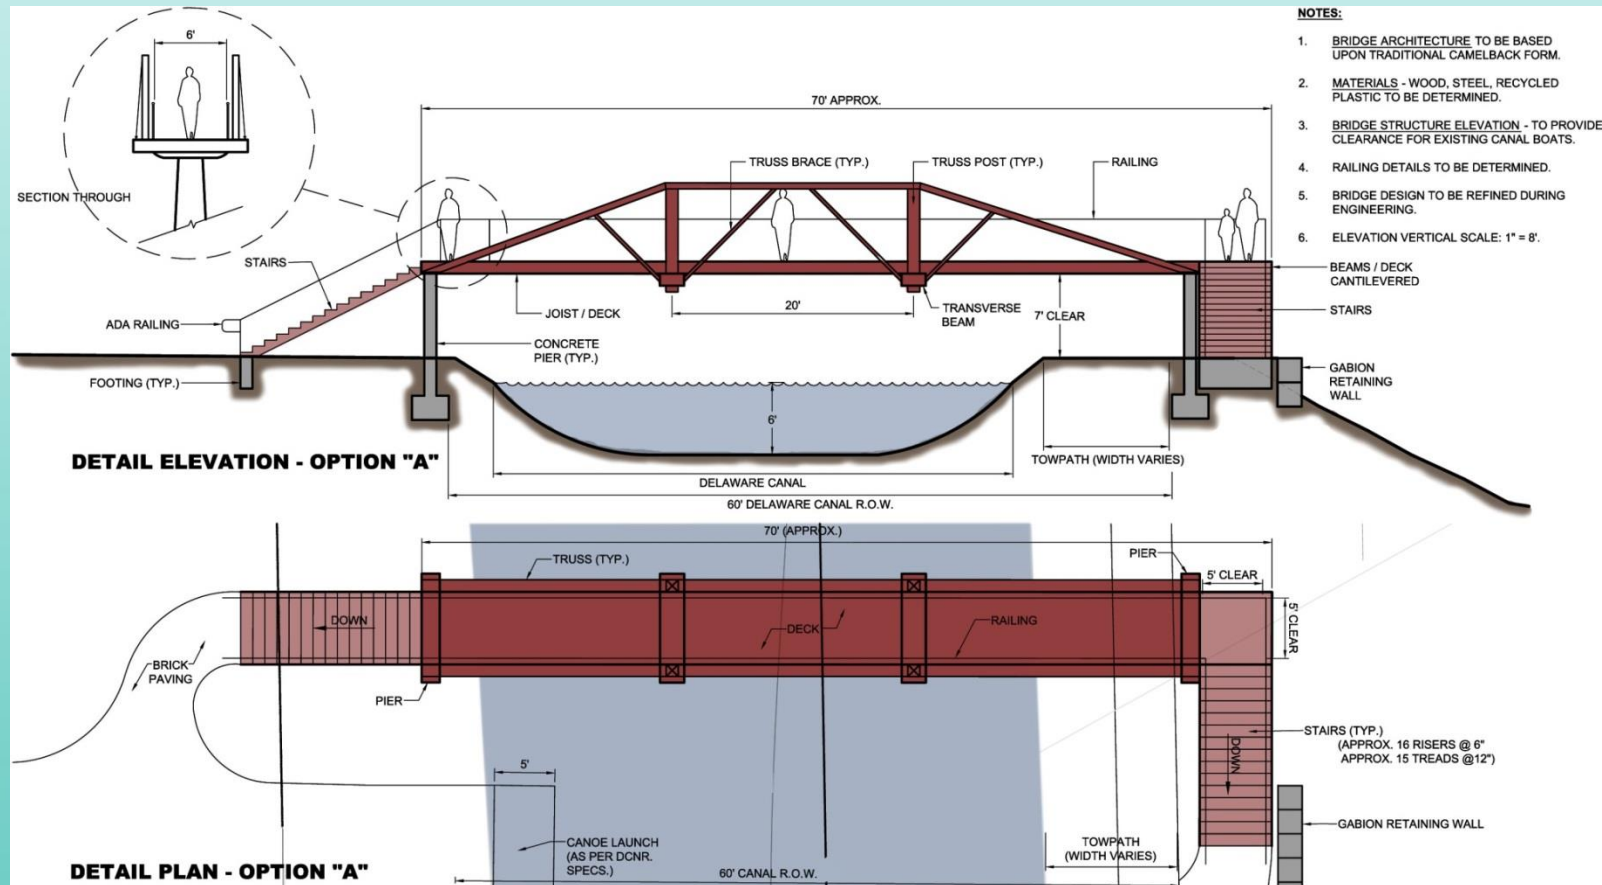 6'
SECTION THROUGH
70' APPROX.
TRUSS BRACE (TYP.)
TRUSS POST (TYP.)
RAILING
STAIRS
ADA RAILING
FOOTING (TYP.)
JOIST / DECK
CONCRETE
PIER (TYP.)
20'
TRANSVERSE
BEAM
7' CLEAR
BEAMS / DECK
CANTILEVERED
STAIRS
GABION
RETAINING
WALL
6'
TOWPATH (WIDTH VARIES)
DELAWARE CANAL
60' DELAWARE CANAL R.O.W.
DETAIL ELEVATION - OPTION "A"
NOTES:
1. BRIDGE ARCHITECTURE TO BE BASED
UPON TRADITIONAL CAMELBACK FORM.
2. MATERIALS - WOOD, STEEL, RECYCLED
PLASTIC TO BE DETERMINED.
3. BRIDGE STRUCTURE ELEVATION - TO PROVIDE
CLEARANCE FOR EXISTING CANAL BOATS.
4. RAILING DETAILS TO BE DETERMINED.
5. BRIDGE DESIGN TO BE REFINED DURING
ENGINEERING.
6. ELEVATION VERTICAL SCALE: 1" = 8'.
70' (APPROX.)
TRUSS (TYP.)
PIER
5' CLEAR
5' CLEAR
DOWN
DECK
RAILING
BRICK
PAVING
PIER
STAIRS (TYP.)
(APPROX. 16 RISERS @ 6"
APPROX. 15 TREADS @12")
DOWN
5'
CANOE LAUNCH
(AS PER DCNR.
SPECS.)
TOWPATH
(WIDTH VARIES)
GABION RETAINING WALL
60' CANAL R.O.W.
DETAIL PLAN - OPTION "A"